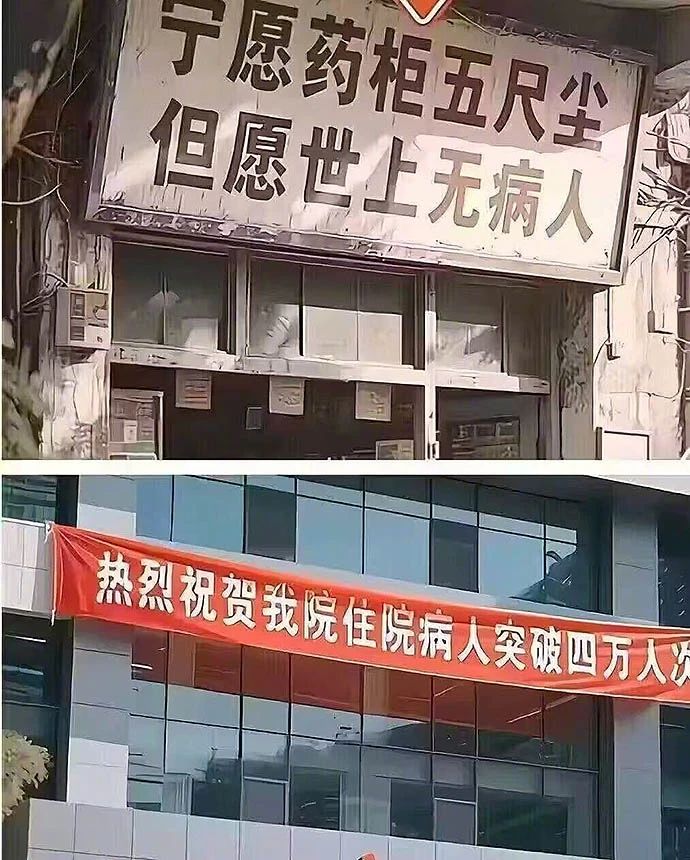 宁愿药柜五尺尘
但愿世上无病人
热烈祝贺我院住院病人突破四万人次